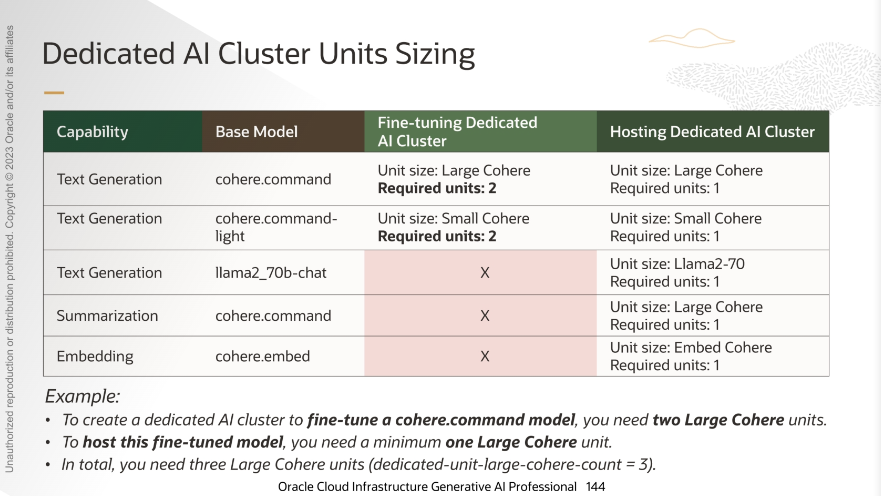 Dedicated AI Cluster Units Sizing
Capability
Base Model
Fine-tuning Dedicated
AI Cluster
Hosting Dedicated AI Cluster
Text Generation
cohere.command
Unit size: Large Cohere
Required units: 2
Unit size: Large Cohere
Required units: 1
Text Generation
cohere.command-
light
Unit size: Small Cohere
Required units: 2
Unit size: Small Cohere
Required units: 1
Text Generation
llama2_70b-chat
X
Unit size: Llama2-70
Required units: 1
Summarization
cohere.command
X
Unit size: Large Cohere
Required units: 1
Embedding
cohere.embed
X
Unit size: Embed Cohere
Required units: 1
Example:
• To create a dedicated AI cluster to fine-tune a cohere.command model, you need two Large Cohere units.
• To host this fine-tuned model, you need a minimum one Large Cohere unit.
• In total, you need three Large Cohere units (dedicated-unit-large-cohere-count = 3).
Oracle Cloud Infrastructure Generative AI Professional 144
Unauthorized reproduction or distribution prohibited. Copyright © 2023 Oracle and/or its affiliates